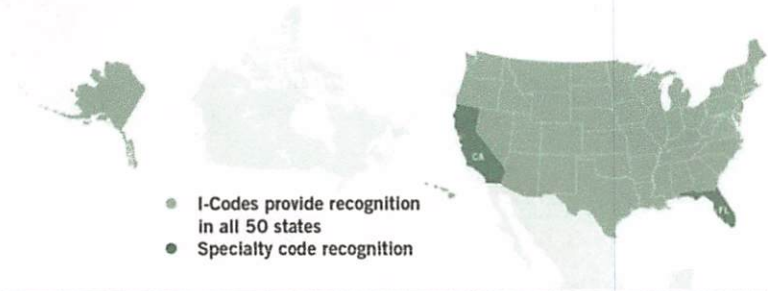 CA
FL
I-Codes provide recognition
in all 50 states
Specialty code recognition